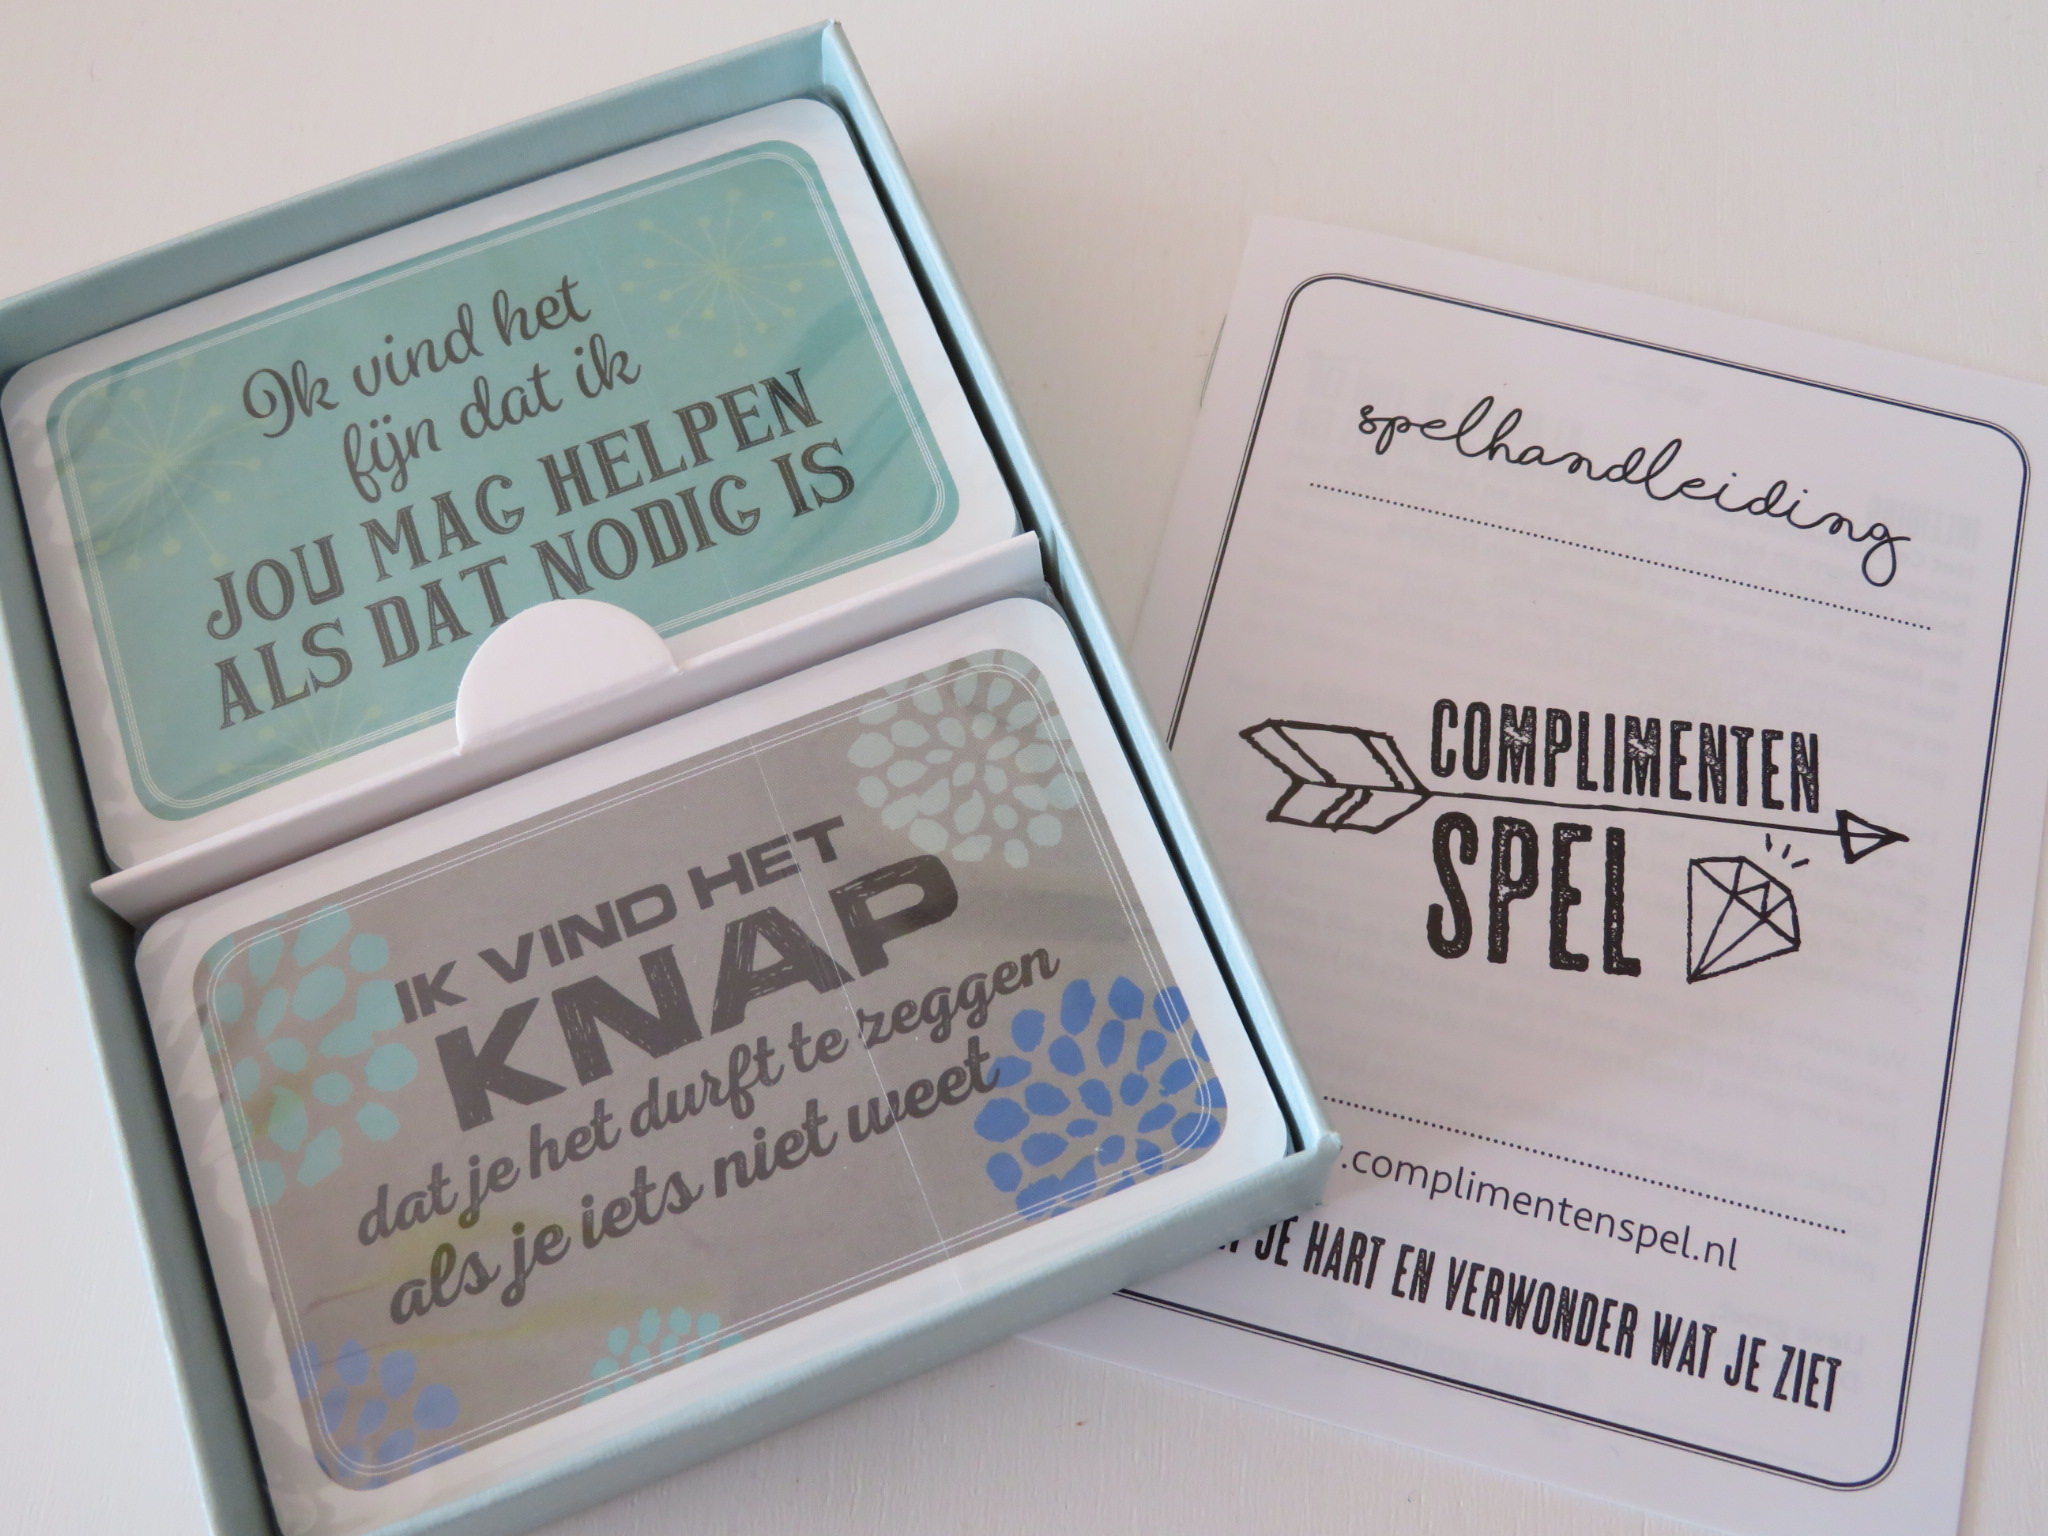 Ik vind het
fijn dat ik
JOU MAG HELPEN
ALS DAT NODIG IS
IK VIND HET
KNAP
dat je het durft te zeggen
als je iets niet weet
spelhandleiding
COMPLIMENTEN
SPEL
.complimentenspel.nl
JE HART EN VERWONDER WAT JE ZIET